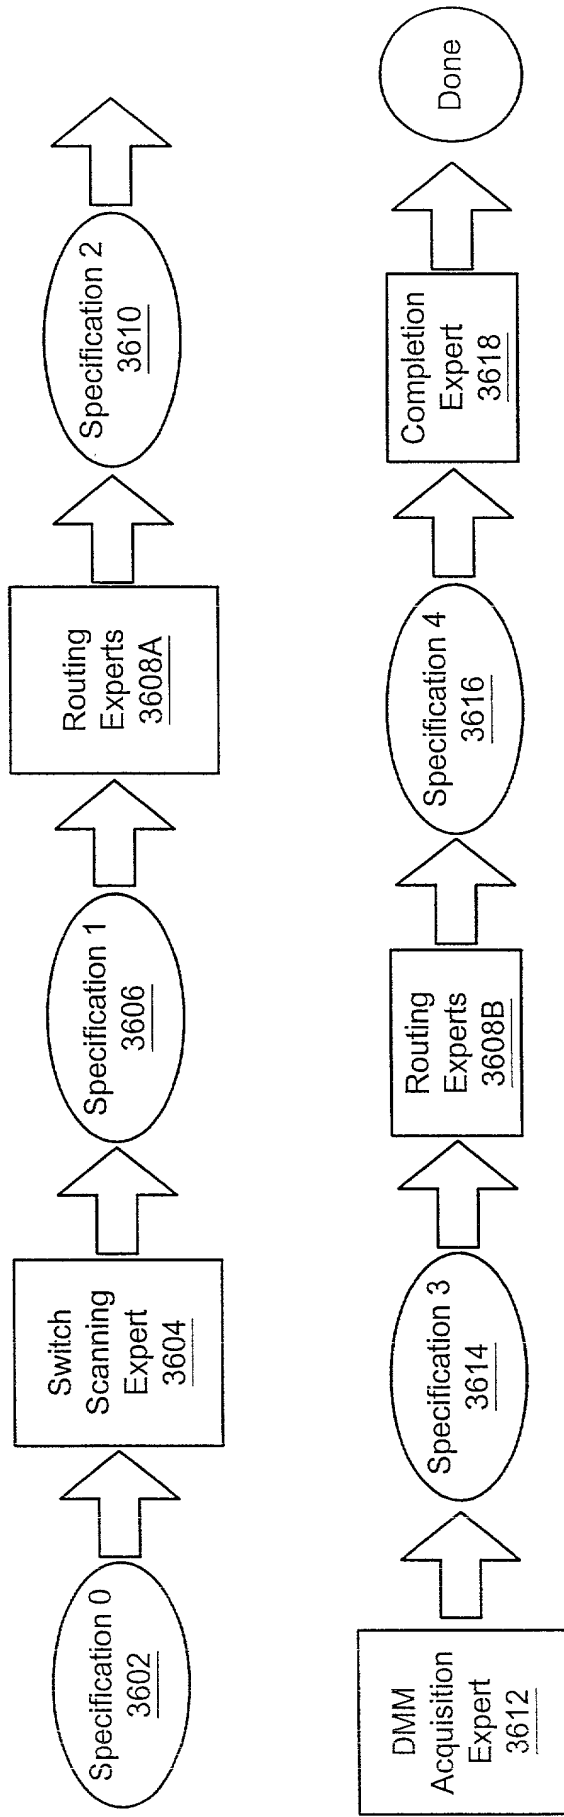 Specification 0
3602
Switch
Scanning
Expert
3604
Specification 1
3606
Routing
Experts
3608A
Specification 2
3610
DMM
Acquisition
Expert
3612
Specification 3
3614
Routing
Experts
3608B
Specification 4
3616
Completion
Expert
3618
Done